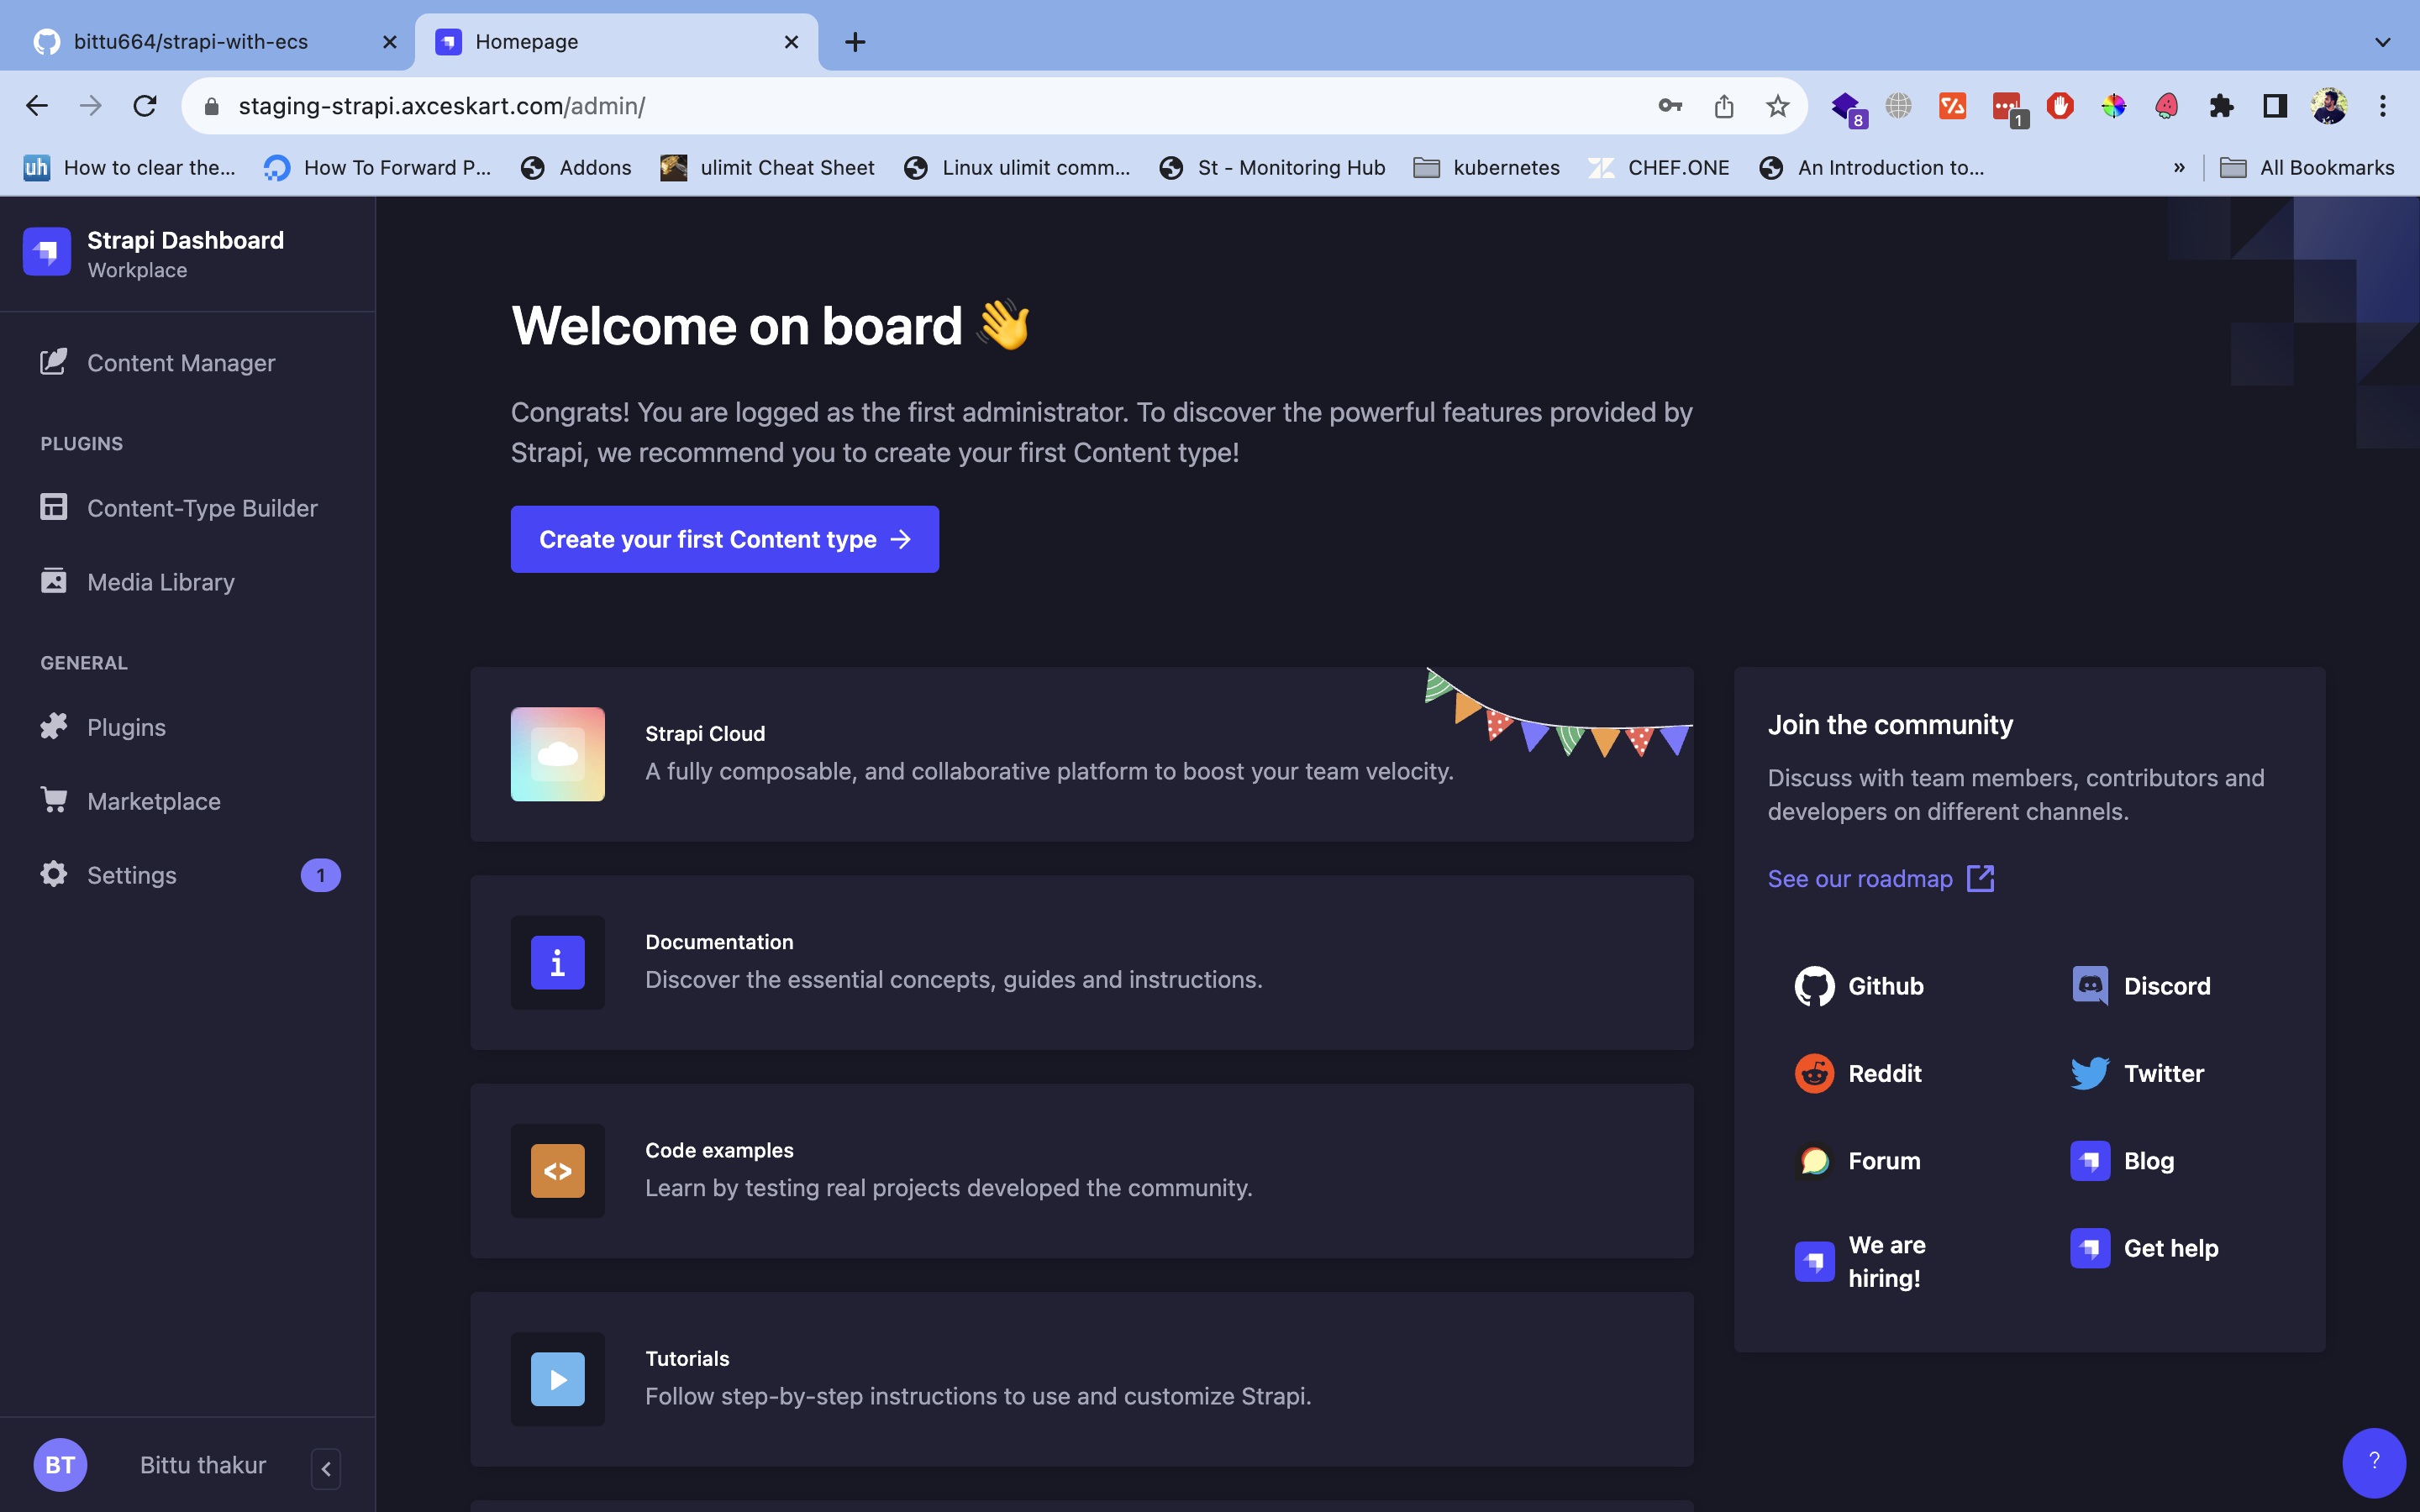 bittu664/strapi-with-ecs
Homepage
staging-strapi.axceskart.com/admin/
8
1
uh
How to clear the...
How To Forward P...
Addons
ulimit Cheat Sheet
Linux ulimit comm...
St - Monitoring Hub
kubernetes
CHEF.ONE
An Introduction to...
»
All Bookmarks
Strapi Dashboard
Workplace
Content Manager
PLUGINS
Content-Type Builder
Media Library
GENERAL
Plugins
Marketplace
Settings
1
BT
Bittu thakur
Welcome on board 👋
Congrats! You are logged as the first administrator. To discover the powerful features provided by
Strapi, we recommend you to create your first Content type!
Create your first Content type →
Strapi Cloud
A fully composable, and collaborative platform to boost your team velocity.
i
Documentation
Discover the essential concepts, guides and instructions.
<>
Code examples
Learn by testing real projects developed the community.
Tutorials
Follow step-by-step instructions to use and customize Strapi.
Join the community
Discuss with team members, contributors and
developers on different channels.
See our roadmap
Github
Discord
Reddit
Twitter
Forum
Blog
We are
hiring!
Get help
?